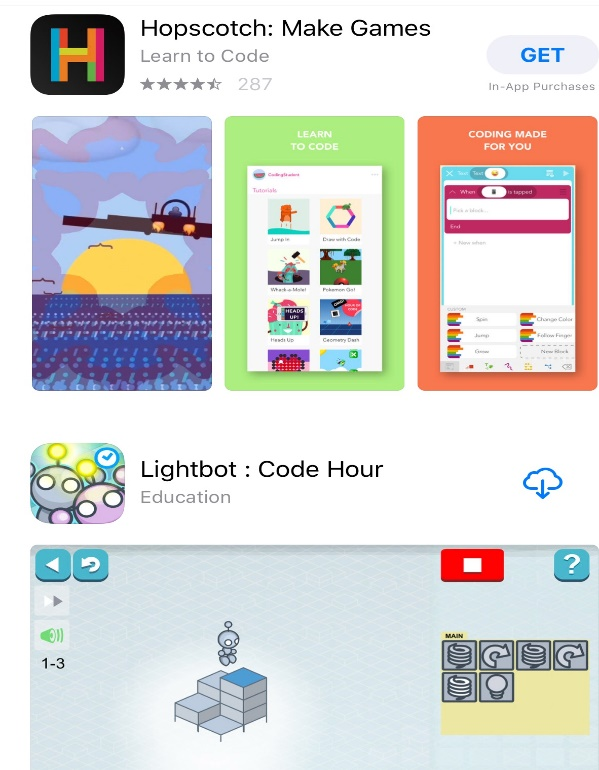 Hopscotch: Make Games
Learn to Code
287
GET
In-App Purchases
LEARN
TO CODE
CodingStudent
Tutorials
Jump in
Draw with Code
Whack-a-Mole!
Pokemon Go!
HEADS
UP!
Heads Up
Geometry Dash
CODING MADE
FOR YOU
Text
When
is tapped
Pick a block...
End
+ New when
CUSTOM
Spin
Change Color
Jump
Follow Finger
Grow
New Block
Lightbot : Code Hour
Education
?
1-3
MAIN